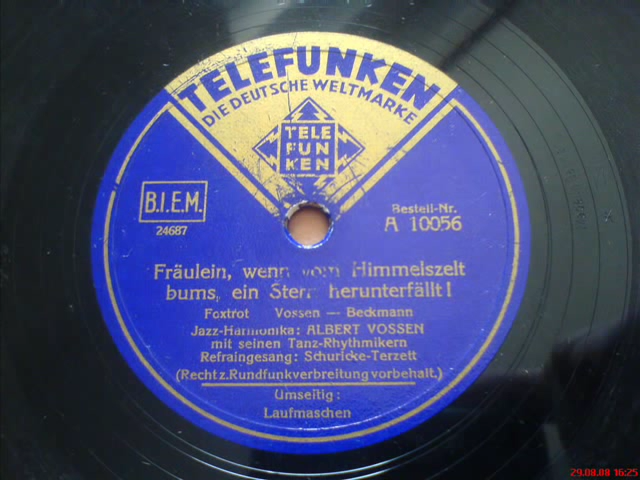 TELEFUNKEN
DIE DEUTSCHE WELTMARKE
TELE
FUN
KEN
B.I.E.M.
24687
Bestell-Nr.
A 10056
Fräulein, wenn vom Himmelszelt
bums, ein Stern herunterfällt!
Foxtrot Vossen — Beckmann
Jazz-Harmonika: ALBERT VOSSEN
mit seinen Tanz-Rhythmikern
Refraingesang: Schuricke-Terzett
(Recht z. Rundfunkverbreitung vorbehalt.)
Umseitig:
Laufmaschen
29.08.08 16:25